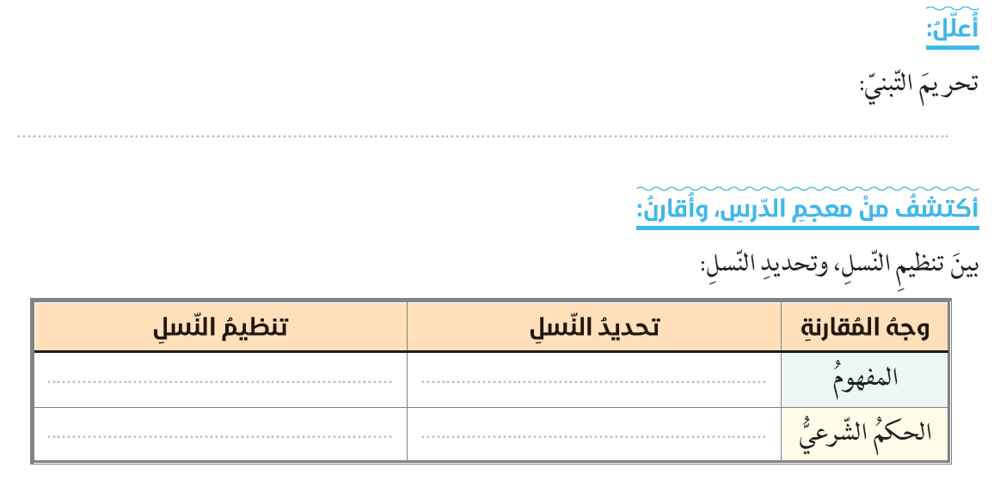 أُعلّلُ:
تحريمَ التّبنيّ:
أكتشفُ منْ معجمِ الدّرسِ، وأُقارنُ:
بينَ تنظيمِ النّسلِ، وتحديدِ النّسلِ:
وجهُ المُقارنةِ تحديدُ النّسلِ تنظيمُ النّسلِ
المفهومُ
الحكمُ الشّرعيُّ